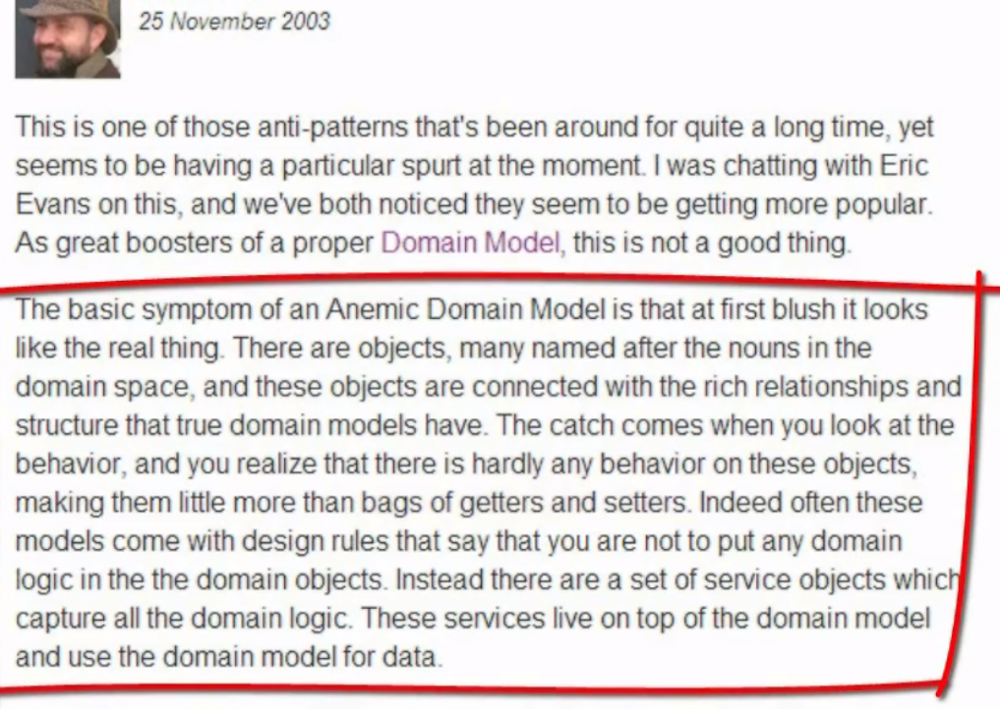 25 November 2003
This is one of those anti-patterns that's been around for quite a long time, yet
seems to be having a particular spurt at the moment. I was chatting with Eric
Evans on this, and we've both noticed they seem to be getting more popular.
As great boosters of a proper Domain Model, this is not a good thing.
The basic symptom of an Anemic Domain Model is that at first blush it looks
like the real thing. There are objects, many named after the nouns in the
domain space, and these objects are connected with the rich relationships and
structure that true domain models have. The catch comes when you look at the
behavior, and you realize that there is hardly any behavior on these objects,
making them little more than bags of getters and setters. Indeed often these
models come with design rules that say that you are not to put any domain
logic in the the domain objects. Instead there are a set of service objects which
capture all the domain logic. These services live on top of the domain model
and use the domain model for data.